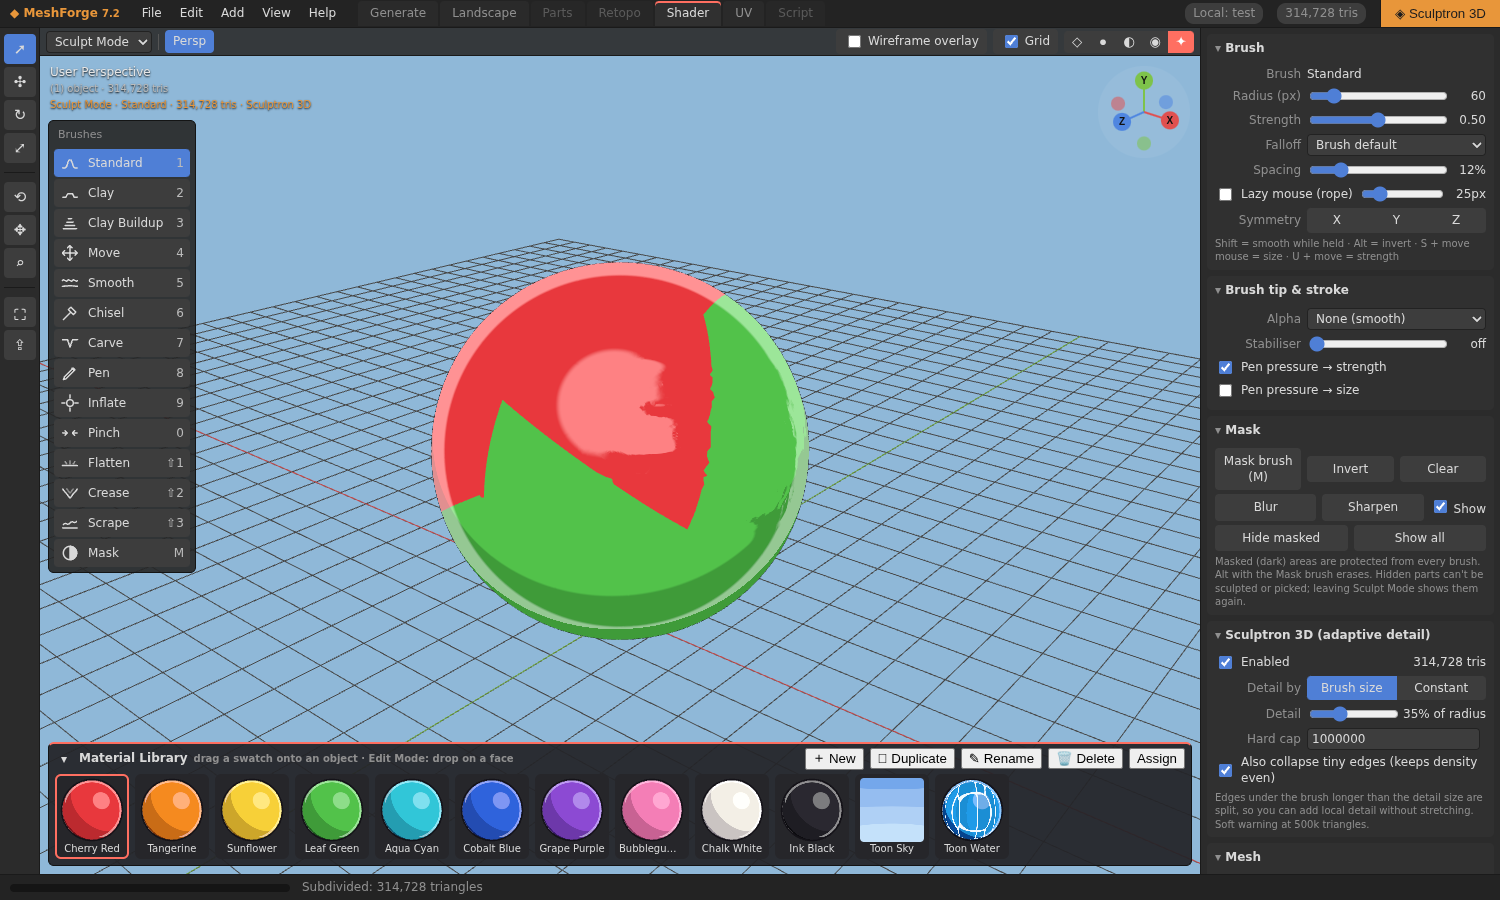 MeshForge 7.2 File Edit Add View Help Generate Landscape Parts Retopo Shader UV Script Local: test 314,728 tris Sculptron 3D
Sculpt Mode Persp Wireframe overlay Grid
User Perspective
(1) object · 314,728 tris
Sculpt Mode · Standard · 314,728 tris · Sculptron 3D
Y
X
Z
Brushes
Standard 1
Clay 2
Clay Buildup 3
Move 4
Smooth 5
Chisel 6
Carve 7
Pen 8
Inflate 9
Pinch 0
Flatten ⇧1
Crease ⇧2
Scrape ⇧3
Mask M
Brush
Brush Standard
Radius (px) 60
Strength 0.50
Falloff Brush default
Spacing 12%
Lazy mouse (rope) 25px
Symmetry X Y Z
Shift = smooth while held · Alt = invert · S + move
mouse = size · U + move = strength
Brush tip & stroke
Alpha None (smooth)
Stabiliser off
Pen pressure → strength
Pen pressure → size
Mask
Mask brush
(M)
Invert Clear
Blur Sharpen Show
Hide masked Show all
Masked (dark) areas are protected from every brush.
Alt with the Mask brush erases. Hidden parts can't be
sculpted or picked; leaving Sculpt Mode shows them
again.
Sculptron 3D (adaptive detail)
Enabled 314,728 tris
Detail by Brush size Constant
Detail 35% of radius
Hard cap 1000000
Also collapse tiny edges (keeps density
even)
Edges under the brush longer than the detail size are
split, so you can add local detail without stretching.
Soft warning at 500k triangles.
Mesh
Material Library drag a swatch onto an object · Edit Mode: drop on a face + New Duplicate Rename Delete Assign
Cherry Red Tangerine Sunflower Leaf Green Aqua Cyan Cobalt Blue Grape Purple Bubblegu... Chalk White Ink Black Toon Sky Toon Water
Subdivided: 314,728 triangles